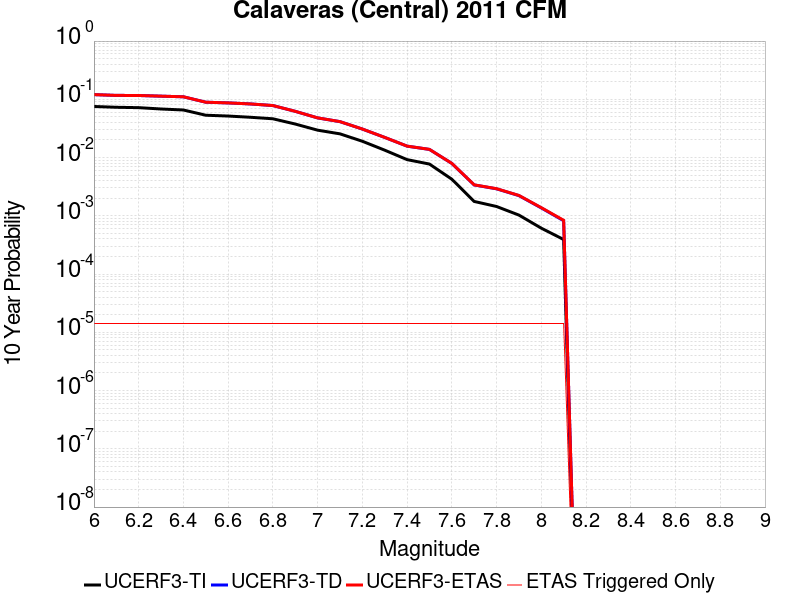 Calaveras (Central) 2011 CFM
10^0
10^-1
10^-2
10^-3
10^-4
10^-5
10^-6
10^-7
10^-8
10 Year Probability
6 6.2 6.4 6.6 6.8 7 7.2 7.4 7.6 7.8 8 8.2 8.4 8.6 8.8 9
Magnitude
UCERF3-TI UCERF3-TD UCERF3-ETAS ETAS Triggered Only